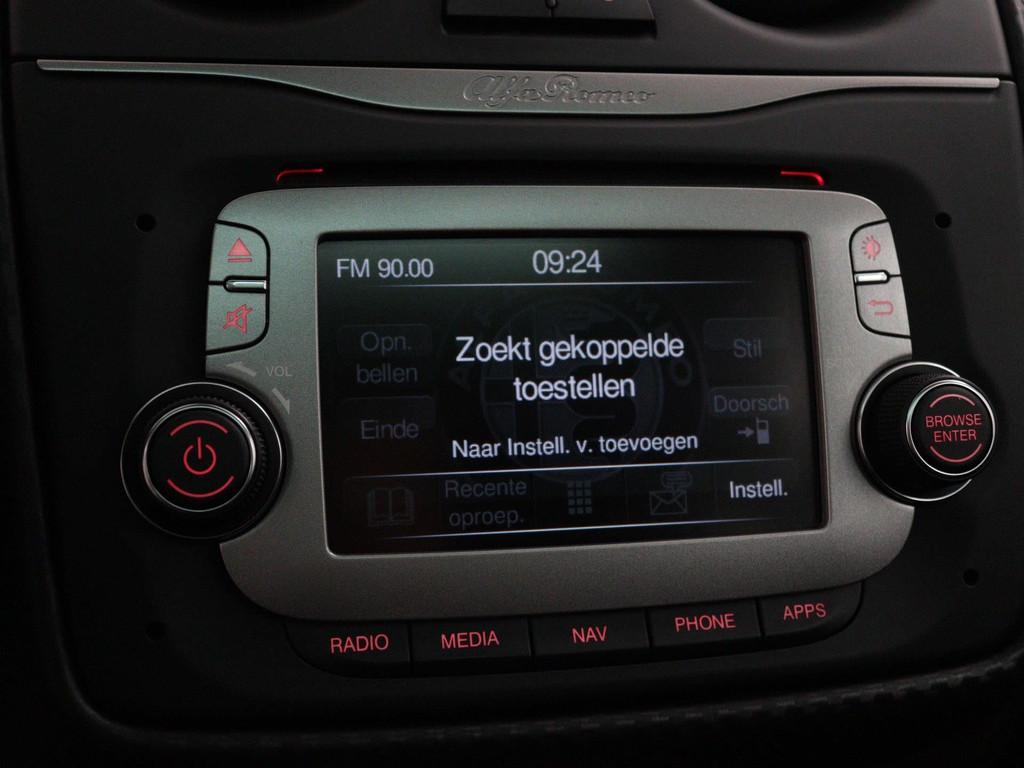 Alfa Romeo
FM 90.00
09:24
Opn.
bellen
Zoekt gekoppelde
toestellen
Stil
Einde
Doorsch
Naar Instell. v. toevoegen
Recente
oproep.
Instell.
VOL
BROWSE
ENTER
RADIO
MEDIA
NAV
PHONE
APPS